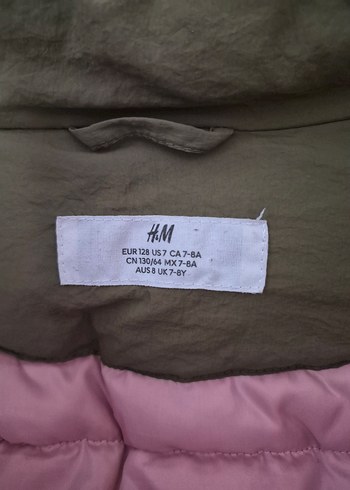 H&M
EUR 128 US 7 CA 7-8A
CN 130/64 MX 7-8A
AUS 8 UK 7-8Y